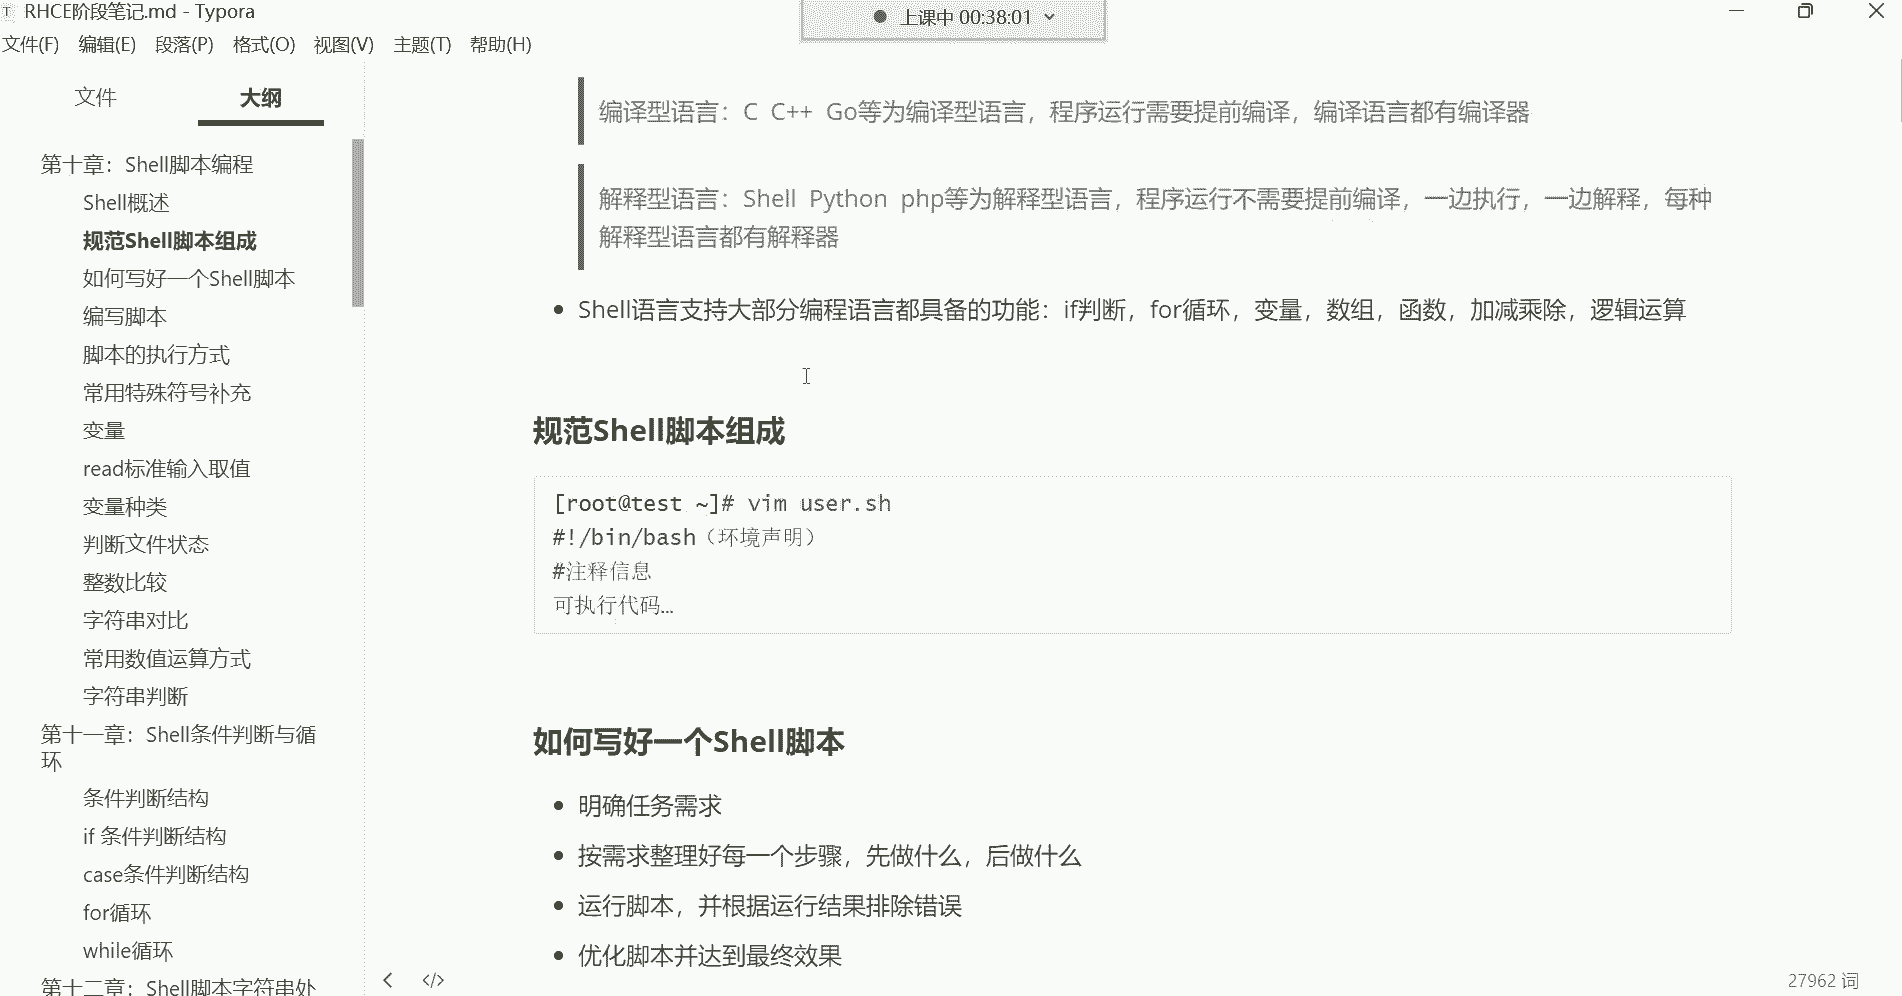 RHCE阶段笔记.md - Typora
上课中 00:38:01
文件(F) 编辑(E) 段落(P) 格式(O) 视图(V) 主题(T) 帮助(H)
文件 大纲
第十章：Shell脚本编程
Shell概述
规范Shell脚本组成
如何写好一个Shell脚本
编写脚本
脚本的执行方式
常用特殊符号补充
变量
read标准输入取值
变量种类
判断文件状态
整数比较
字符串对比
常用数值运算方式
字符串判断
第十一章：Shell条件判断与循
环
条件判断结构
if 条件判断结构
case条件判断结构
for循环
while循环
第十二章：Shell脚本字符串处
编译型语言：C C++ Go等为编译型语言，程序运行需要提前编译，编译语言都有编译器
解释型语言：Shell Python php等为解释型语言，程序运行不需要提前编译，一边执行，一边解释，每种
解释型语言都有解释器
Shell语言支持大部分编程语言都具备的功能：if判断，for循环，变量，数组，函数，加减乘除，逻辑运算
规范Shell脚本组成
[root@test ~]# vim user.sh
#!/bin/bash（环境声明）
#注释信息
可执行代码...
如何写好一个Shell脚本
明确任务需求
按需求整理好每一个步骤，先做什么，后做什么
运行脚本，并根据运行结果排除错误
优化脚本并达到最终效果
27962 词